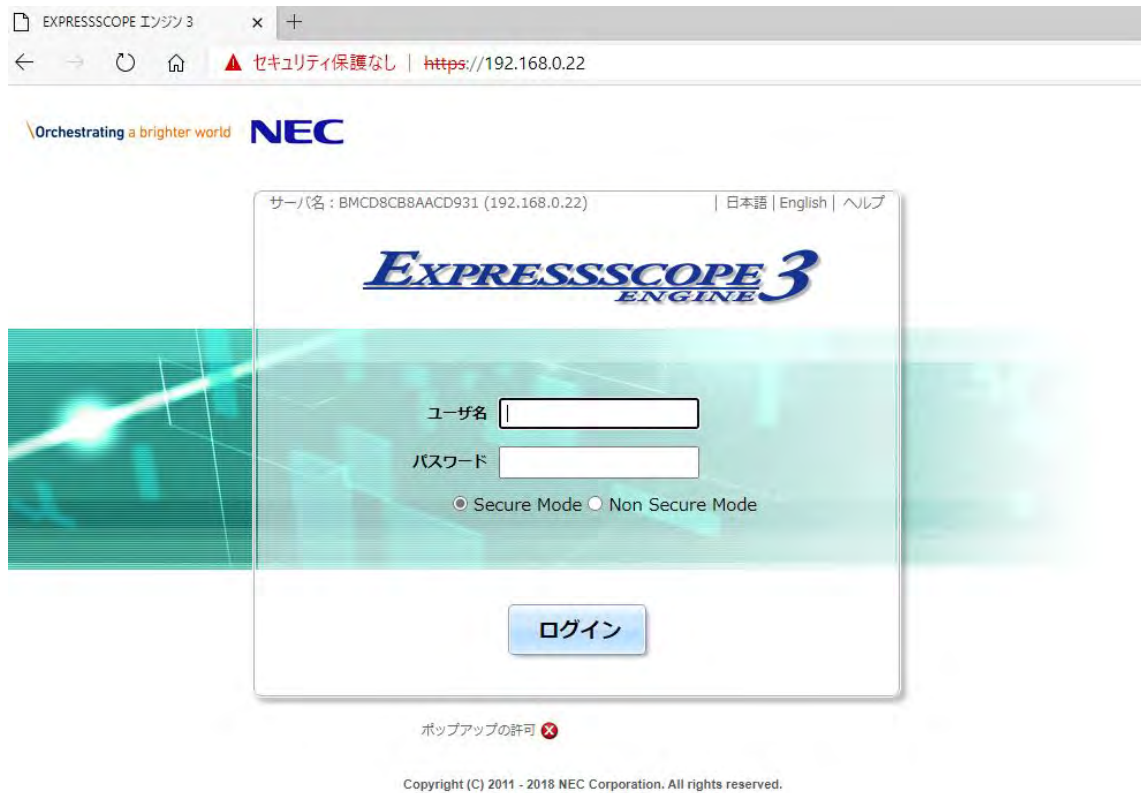 EXPRESSSCOPE エンジン 3
セキュリティ保護なし | https://192.168.0.22
\Orchestrating a brighter world NEC
サーバ名 : BMCD8CB8AACD931 (192.168.0.22) | 日本語 | English | ヘルプ
EXPRESSSCOPE 3
ENGINE
ユーザ名
パスワード
Secure Mode Non Secure Mode
ログイン
ポップアップの許可
Copyright (C) 2011 - 2018 NEC Corporation. All rights reserved.